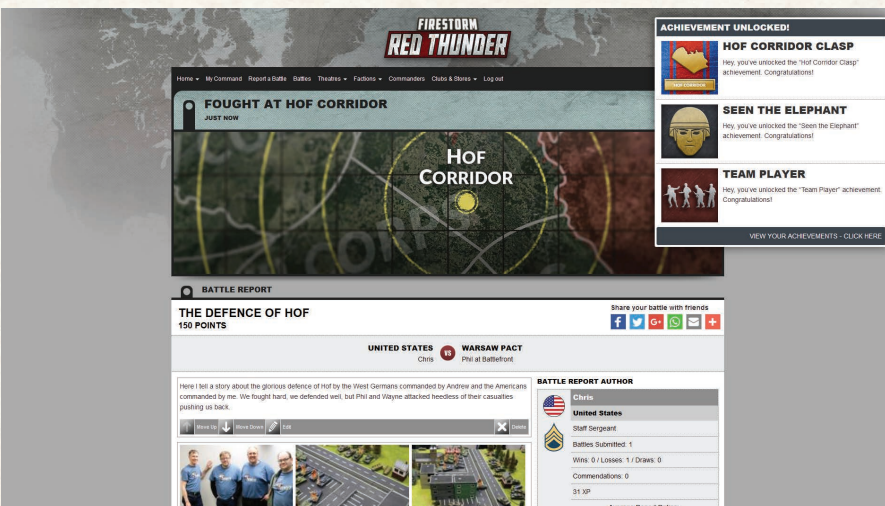 FIRESTORM
RED THUNDER
Home
My Command
Report a Battle
Battles
Theatres
Factions
Commanders
Clubs & Stores
Log out
FOUGHT AT HOF CORRIDOR
JUST NOW
HOF
CORRIDOR
CORPS
ACHIEVEMENT UNLOCKED!
HOF CORRIDOR
HOF CORRIDOR CLASP
Hey, you've unlocked the "Hof Corridor Clasp"
achievement. Congratulations!
SEEN THE ELEPHANT
Hey, you've unlocked the "Seen the Elephant"
achievement. Congratulations!
TEAM PLAYER
Hey, you've unlocked the "Team Player" achievement.
Congratulations!
VIEW YOUR ACHIEVEMENTS - CLICK HERE
BATTLE REPORT
THE DEFENCE OF HOF
150 POINTS
Share your battle with friends
UNITED STATES
Chris
VS
WARSAW PACT
Phil at Battlefront
Here I tell a story about the glorious defence of Hof by the West Germans commanded by Andrew and the Americans
commanded by me. We fought hard, we defended well, but Phil and Wayne attacked heedless of their casualties
pushing us back.
Move Up
Move Down
Edit
Delete
BATTLE REPORT AUTHOR
Chris
United States
Staff Sergeant
Battles Submitted: 1
Wins: 0 / Losses: 1 / Draws: 0
Commendations: 0
31 XP